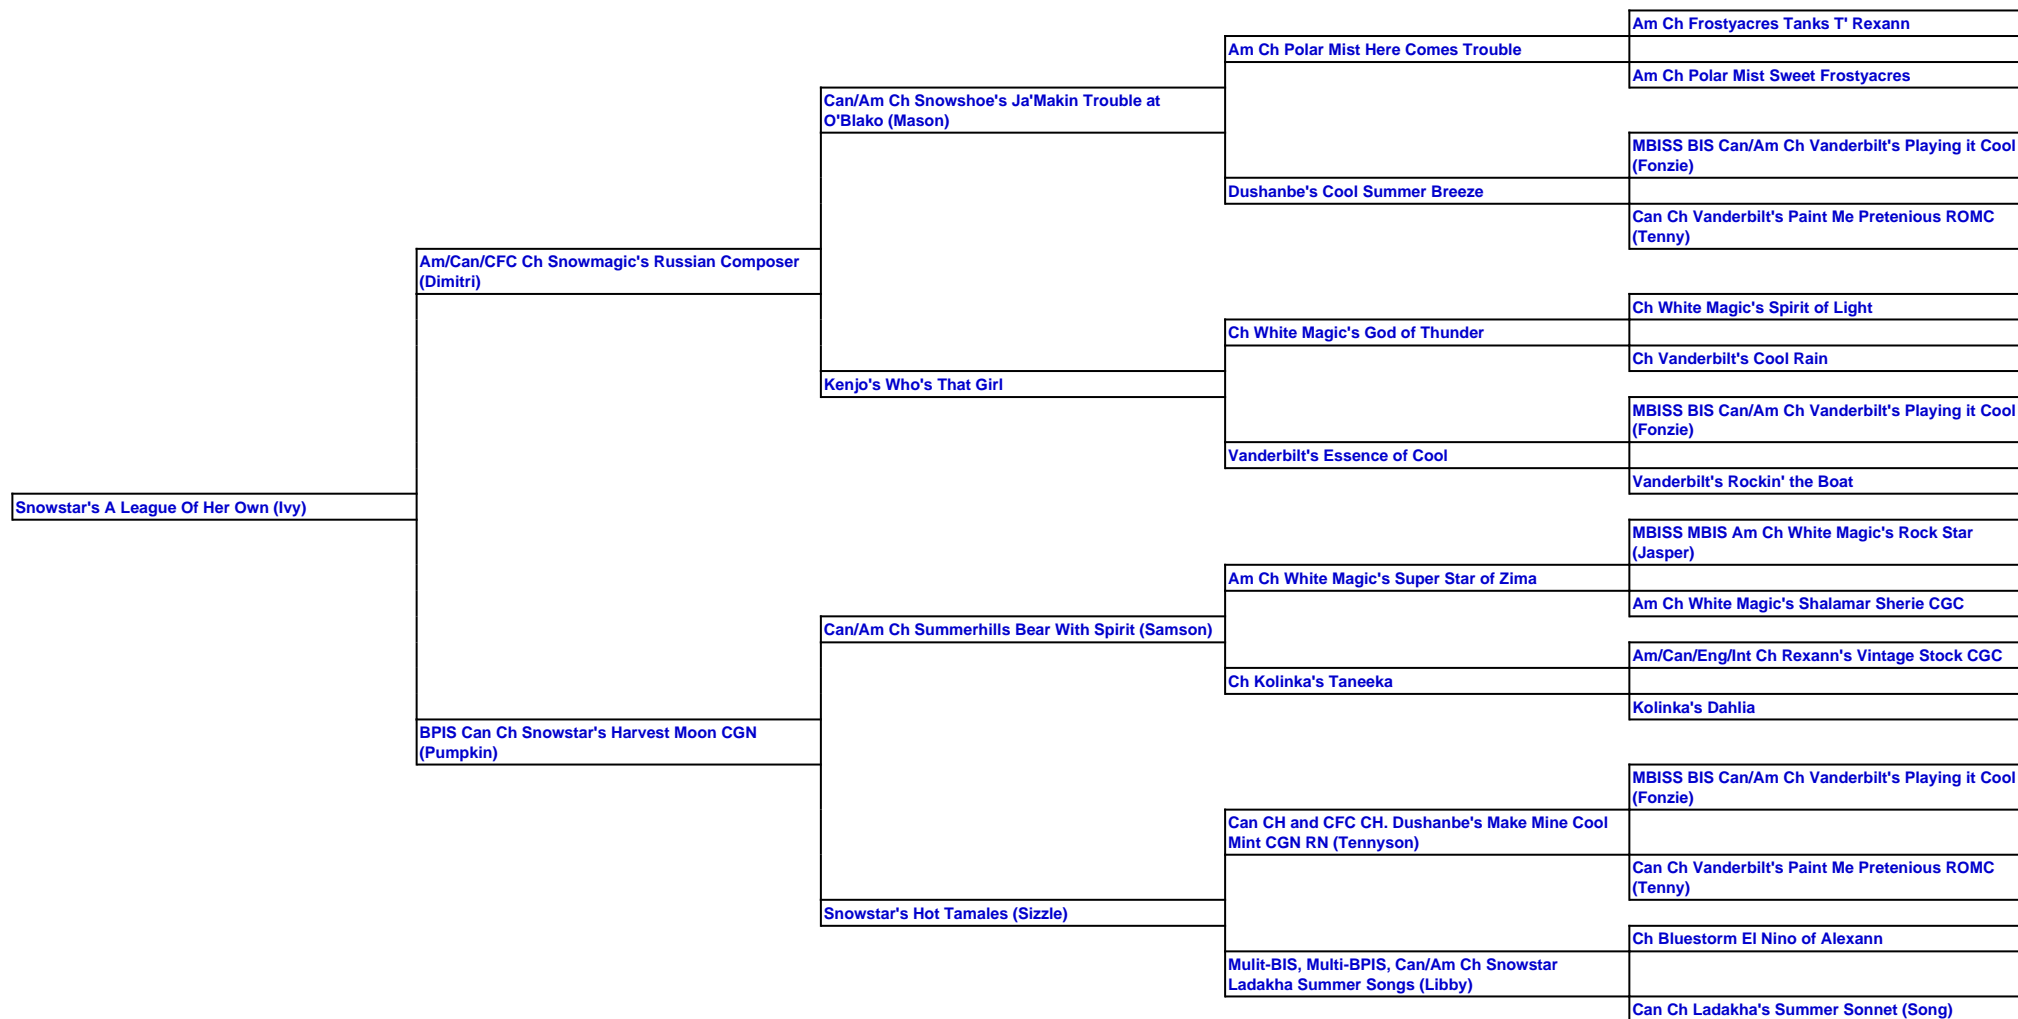 Am Ch Frostyacres Tanks T' Rexann
Am Ch Polar Mist Here Comes Trouble
Am Ch Polar Mist Sweet Frostyacres
Can/Am Ch Snowshoe's Ja'Makin Trouble at
O'Blako (Mason)
MBISS BIS Can/Am Ch Vanderbilt's Playing it Cool
(Fonzie)
Dushanbe's Cool Summer Breeze
Can Ch Vanderbilt's Paint Me Pretenious ROMC
(Tenny)
Am/Can/CFC Ch Snowmagic's Russian Composer
(Dimitri)
Ch White Magic's Spirit of Light
Ch White Magic's God of Thunder
Ch Vanderbilt's Cool Rain
Kenjo's Who's That Girl
MBISS BIS Can/Am Ch Vanderbilt's Playing it Cool
(Fonzie)
Vanderbilt's Essence of Cool
Vanderbilt's Rockin' the Boat
Snowstar's A League Of Her Own (Ivy)
MBISS MBIS Am Ch White Magic's Rock Star
(Jasper)
Am Ch White Magic's Super Star of Zima
Am Ch White Magic's Shalamar Sherie CGC
Can/Am Ch Summerhills Bear With Spirit (Samson)
Am/Can/Eng/Int Ch Rexann's Vintage Stock CGC
Ch Kolinka's Taneeka
Kolinka's Dahlia
BPIS Can Ch Snowstar's Harvest Moon CGN
(Pumpkin)
MBISS BIS Can/Am Ch Vanderbilt's Playing it Cool
(Fonzie)
Can CH and CFC CH. Dushanbe's Make Mine Cool
Mint CGN RN (Tennyson)
Can Ch Vanderbilt's Paint Me Pretenious ROMC
(Tenny)
Snowstar's Hot Tamales (Sizzle)
Ch Bluestorm El Nino of Alexann
Mulit-BIS, Multi-BPIS, Can/Am Ch Snowstar
Ladakha Summer Songs (Libby)
Can Ch Ladakha's Summer Sonnet (Song)